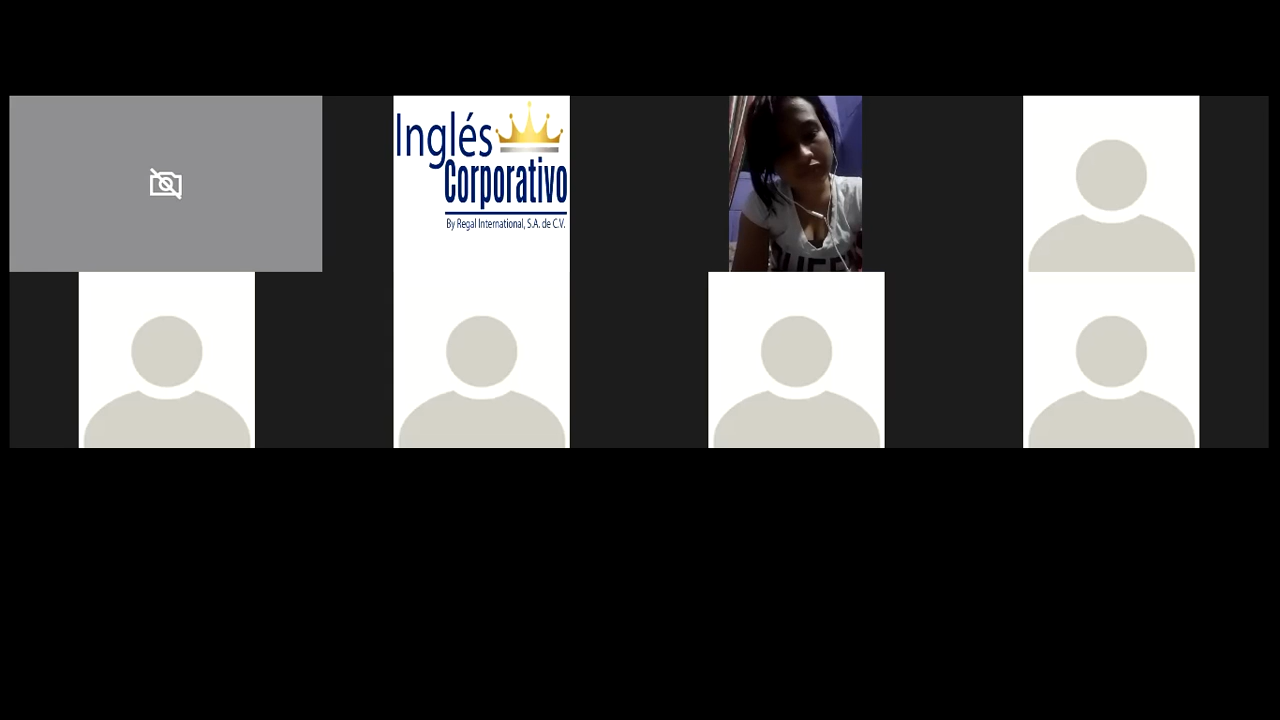 Inglés
Corporativo
By Regal International, S.A. de C.V.